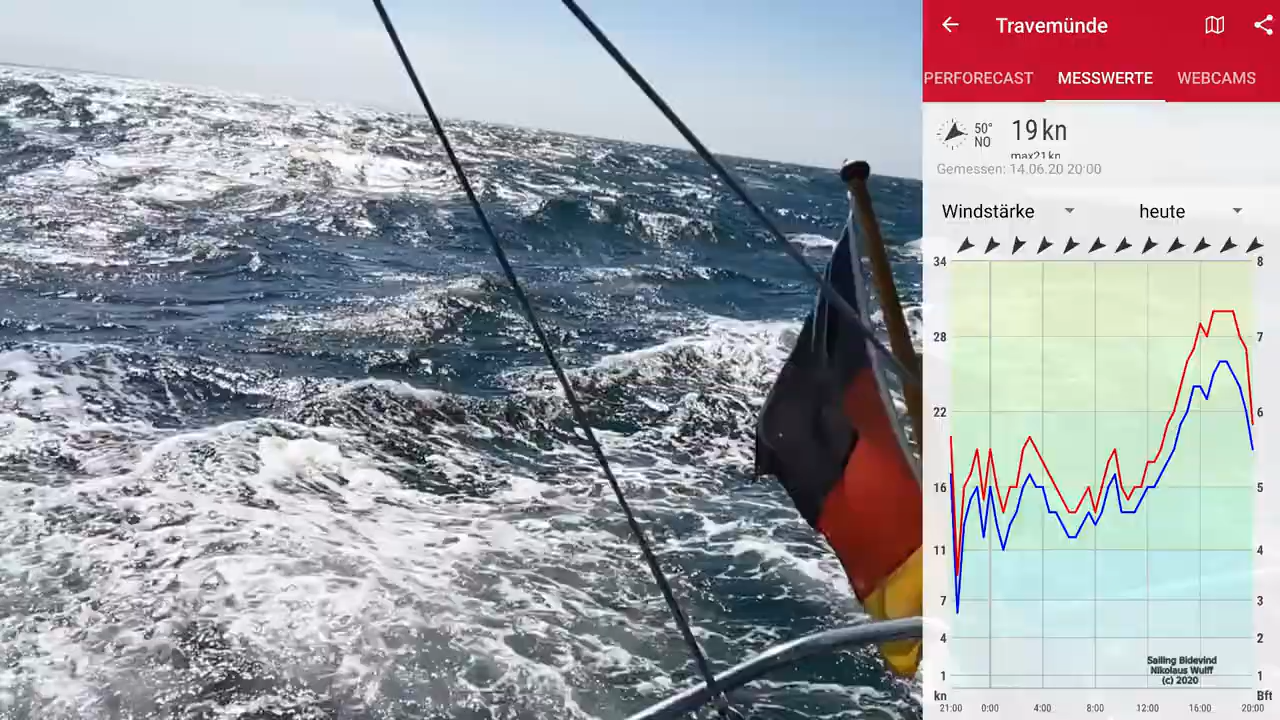 Travemünde
PERFORECAST MESSWERTE WEBCAMS
50° 19 kn
NO
max21kn
Gemessen: 14.06.20 20:00
Windstärke heute
34 8
28 7
22 6
16 5
11 4
7 3
4 2
1 1
kn Bft
21:00 0:00 4:00 8:00 12:00 16:00 20:00
Sailing Bidevind
Nikolaus Wulff
(c) 2020